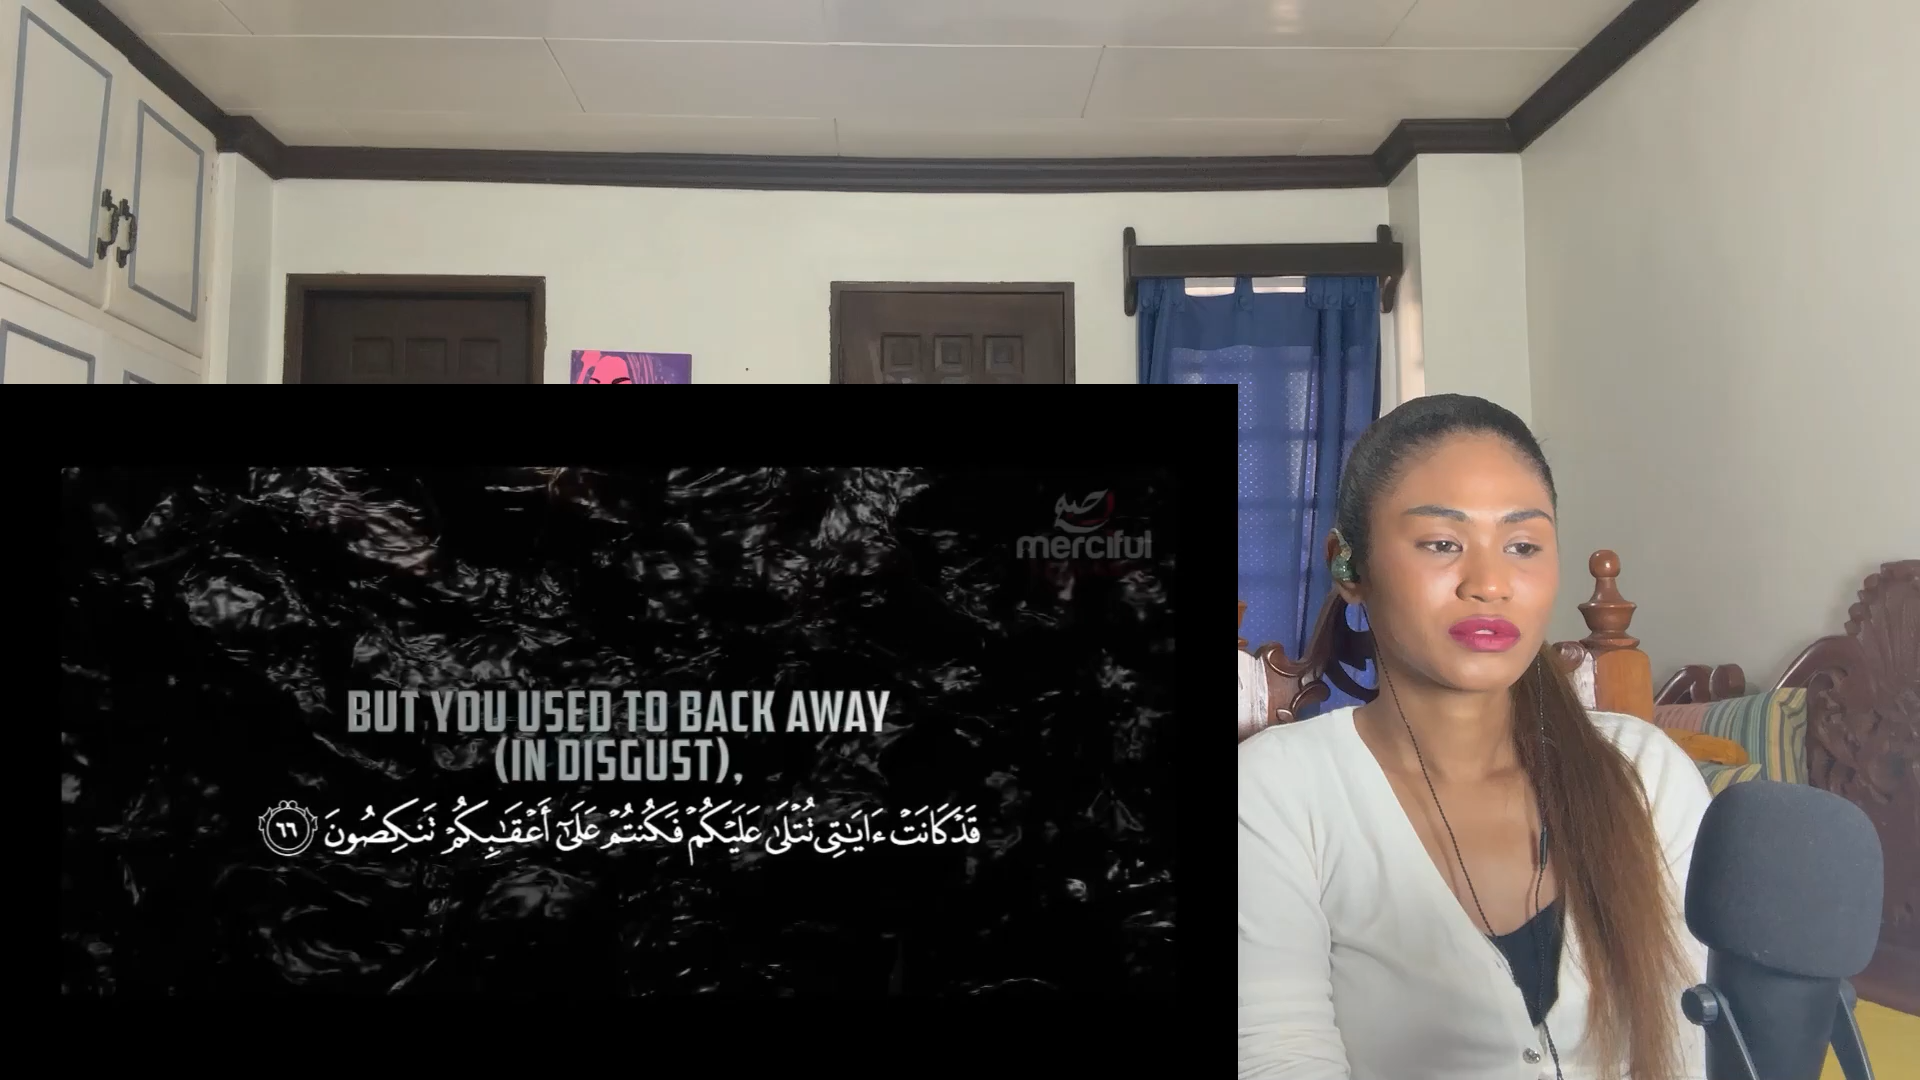 merciful
BUT YOU USED TO BACK AWAY
(IN DISGUST),
قَدْ كَانَتْ ءَايَـٰتِى تُتْلَىٰ عَلَيْكُمْ فَكُنتُمْ عَلَىٰٓ أَعْقَـٰبِكُمْ تَنكِصُونَ ٦٦